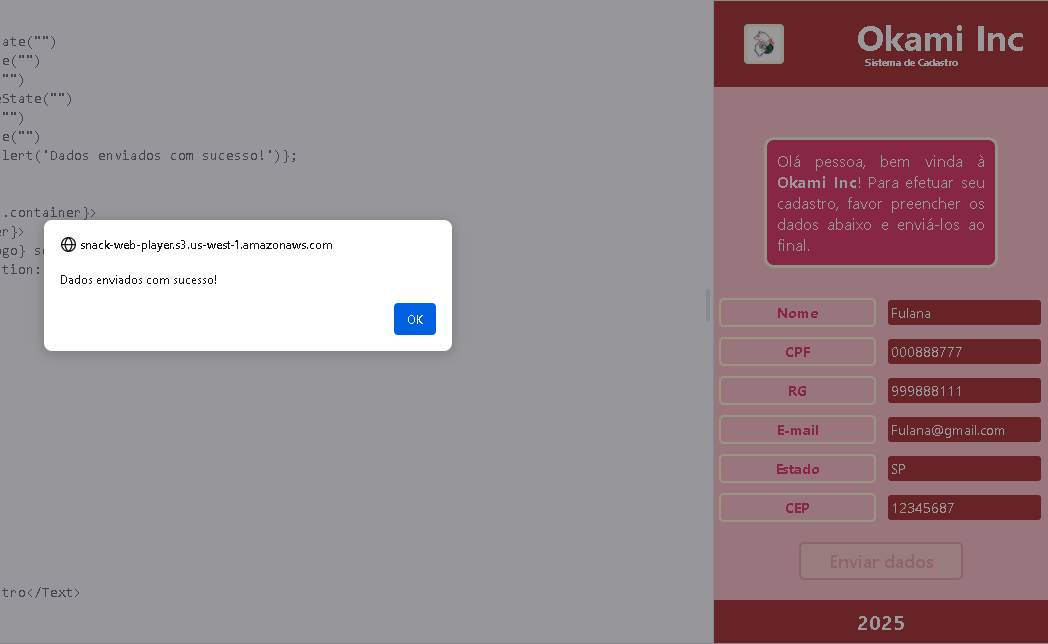 ate("")
e("")
"")
eState("")
"")
e("")
lert('Dados enviados com sucesso!')};
.container}>
er}>
ogo} so
tion:
tro</Text>
snack-web-player.s3.us-west-1.amazonaws.com
Dados enviados com sucesso!
OK
Okami Inc
Sistema de Cadastro
Olá pessoa, bem vinda à
Okami Inc! Para efetuar seu
cadastro, favor preencher os
dados abaixo e enviá-los ao
final.
Nome Fulana
CPF 000888777
RG 999888111
E-mail Fulana@gmail.com
Estado SP
CEP 12345687
Enviar dados
2025